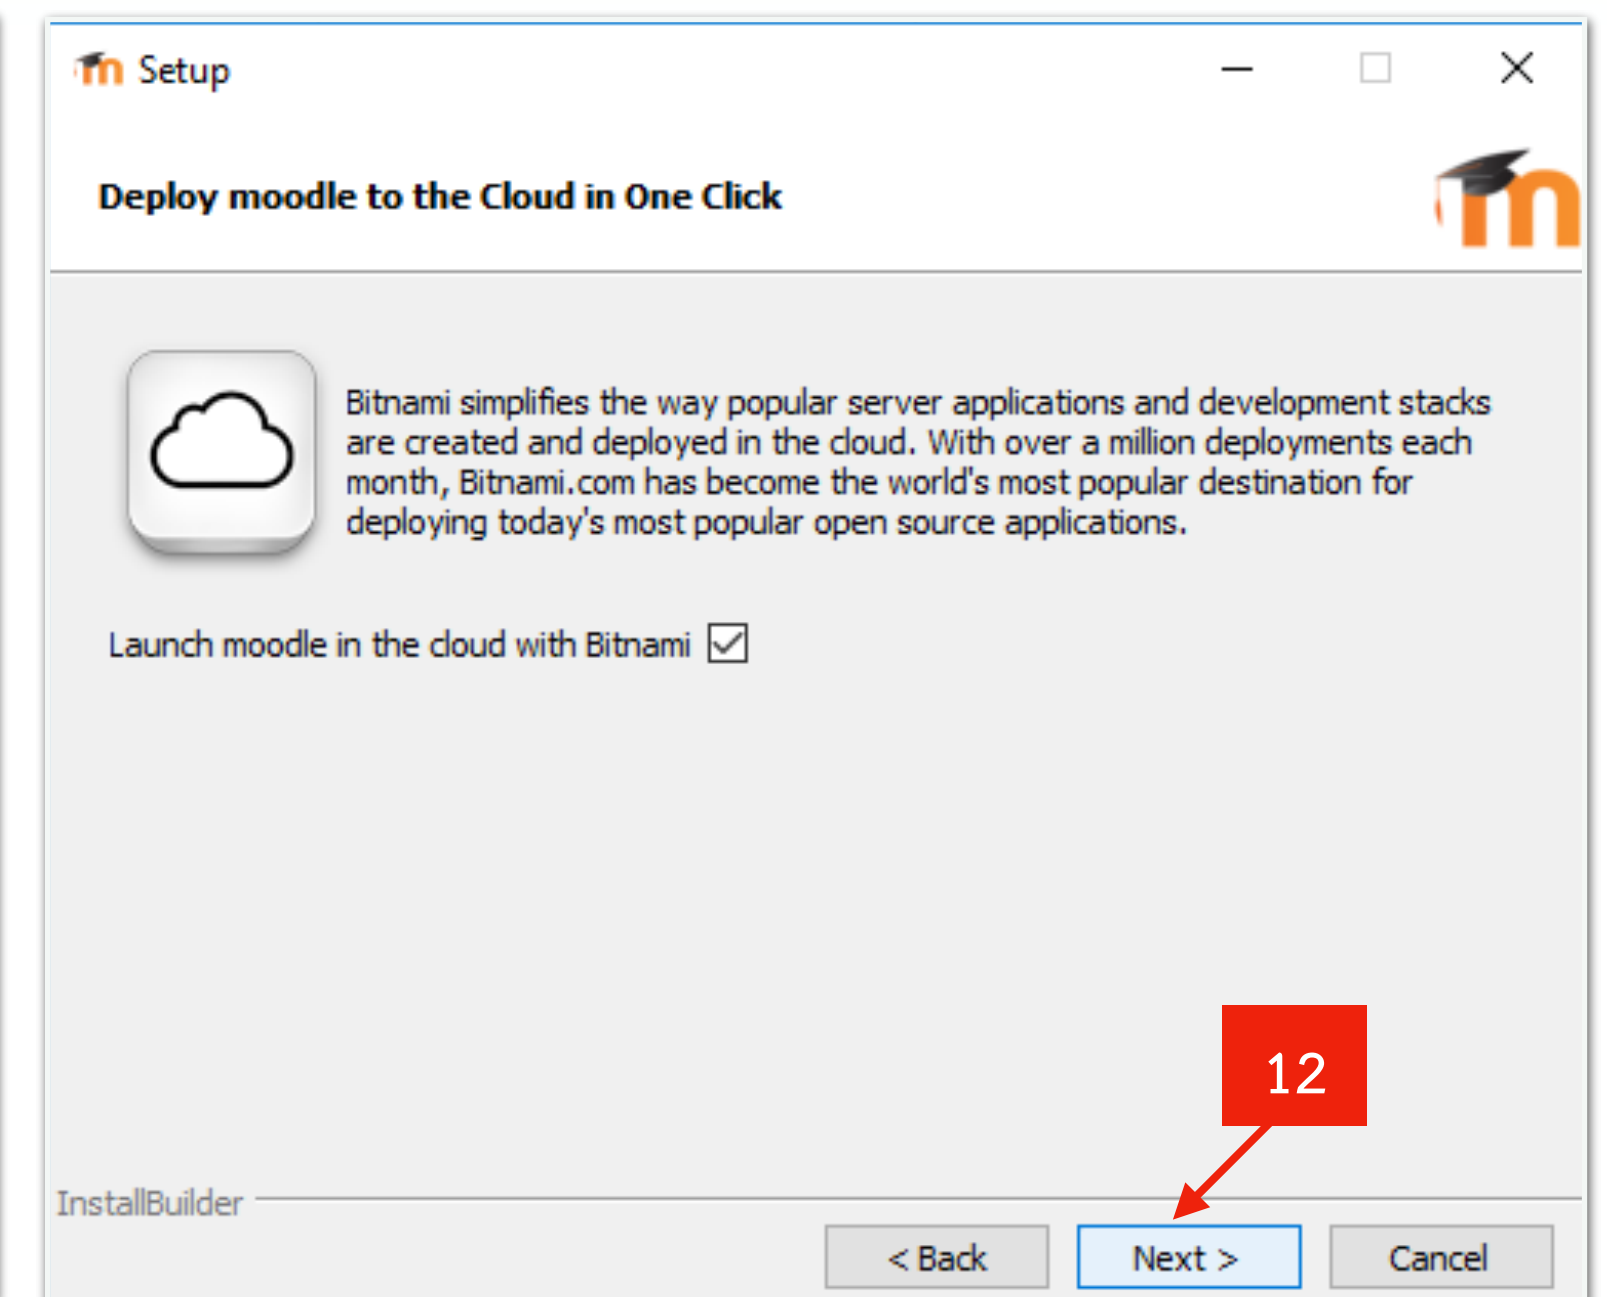 Setup
Deploy moodle to the Cloud in One Click
Bitnami simplifies the way popular server applications and development stacks
are created and deployed in the cloud. With over a million deployments each
month, Bitnami.com has become the world's most popular destination for
deploying today's most popular open source applications.
Launch moodle in the cloud with Bitnami
12
InstallBuilder
< Back
Next >
Cancel